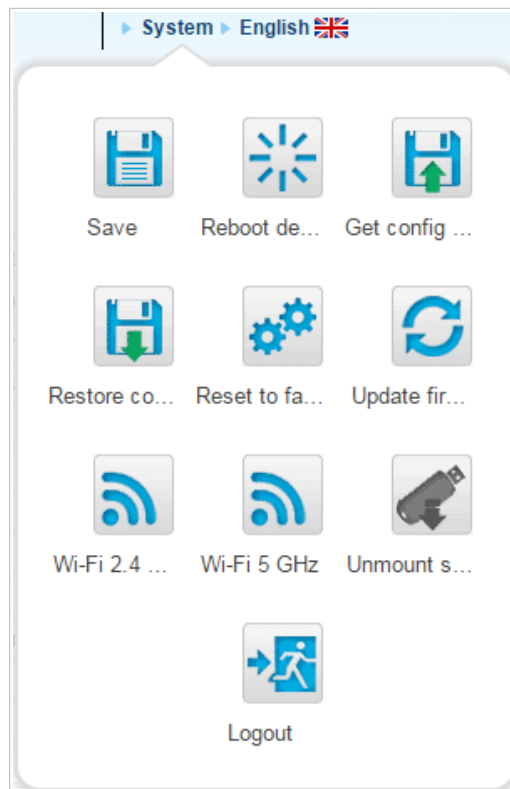 System English
Save Reboot de... Get config ...
Restore co... Reset to fa... Update fir...
Wi-Fi 2.4 ... Wi-Fi 5 GHz Unmount s...
Logout